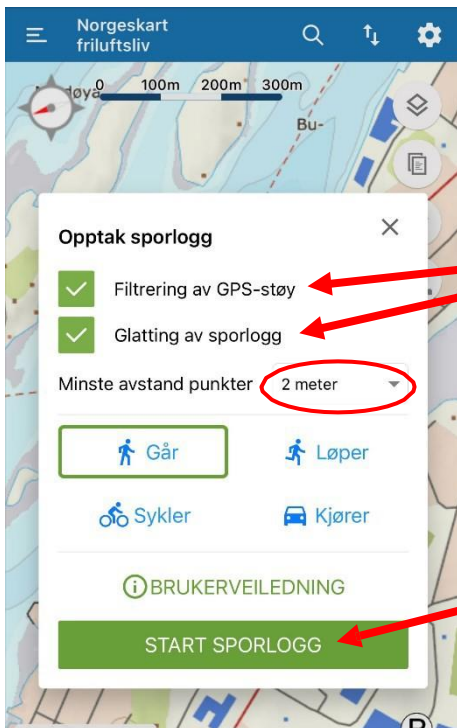 Norgeskart
friluftsliv
0 100m 200m 300m
Bu-
Opptak sporlogg
Filtrering av GPS-støy
Glatting av sporlogg
Minste avstand punkter 2 meter
Går Løper
Sykler Kjører
BRUKERVEILEDNING
START SPORLOGG